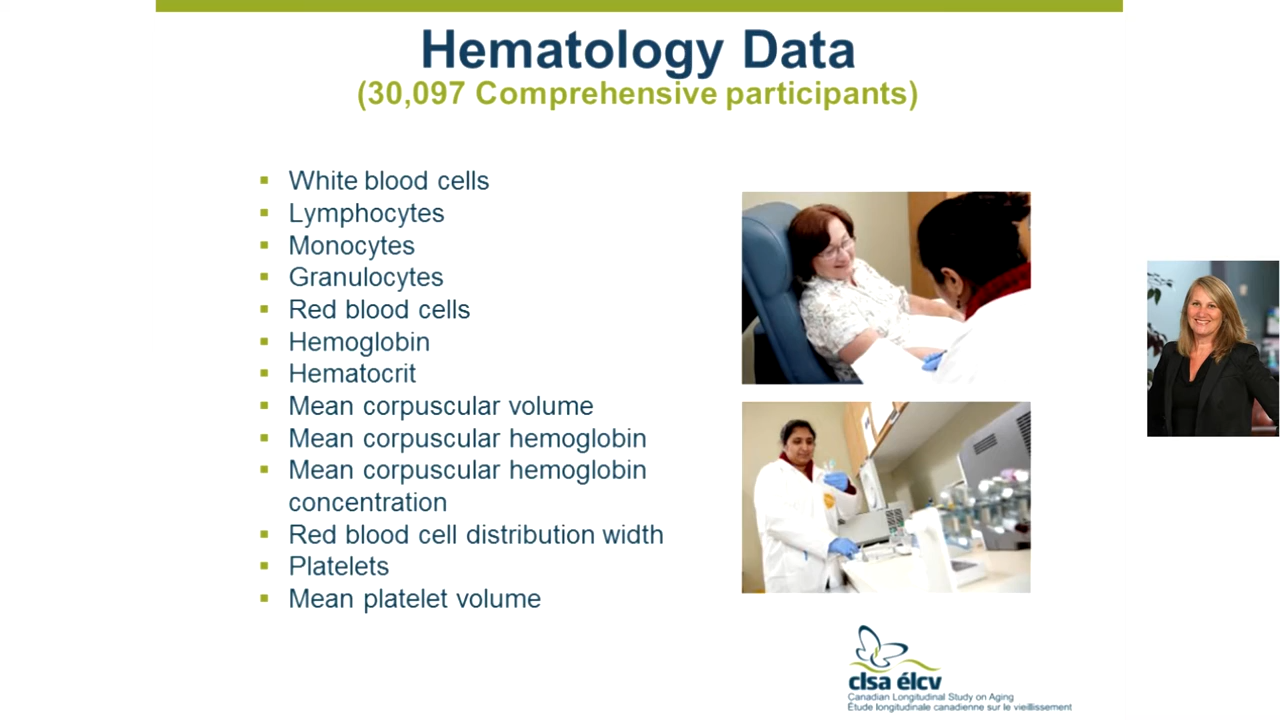 Hematology Data
(30,097 Comprehensive participants)
▪ White blood cells
▪ Lymphocytes
▪ Monocytes
▪ Granulocytes
▪ Red blood cells
▪ Hemoglobin
▪ Hematocrit
▪ Mean corpuscular volume
▪ Mean corpuscular hemoglobin
▪ Mean corpuscular hemoglobin
concentration
▪ Red blood cell distribution width
▪ Platelets
▪ Mean platelet volume
clsa élcv
Canadian Longitudinal Study on Aging
Étude longitudinale canadienne sur le vieillissement